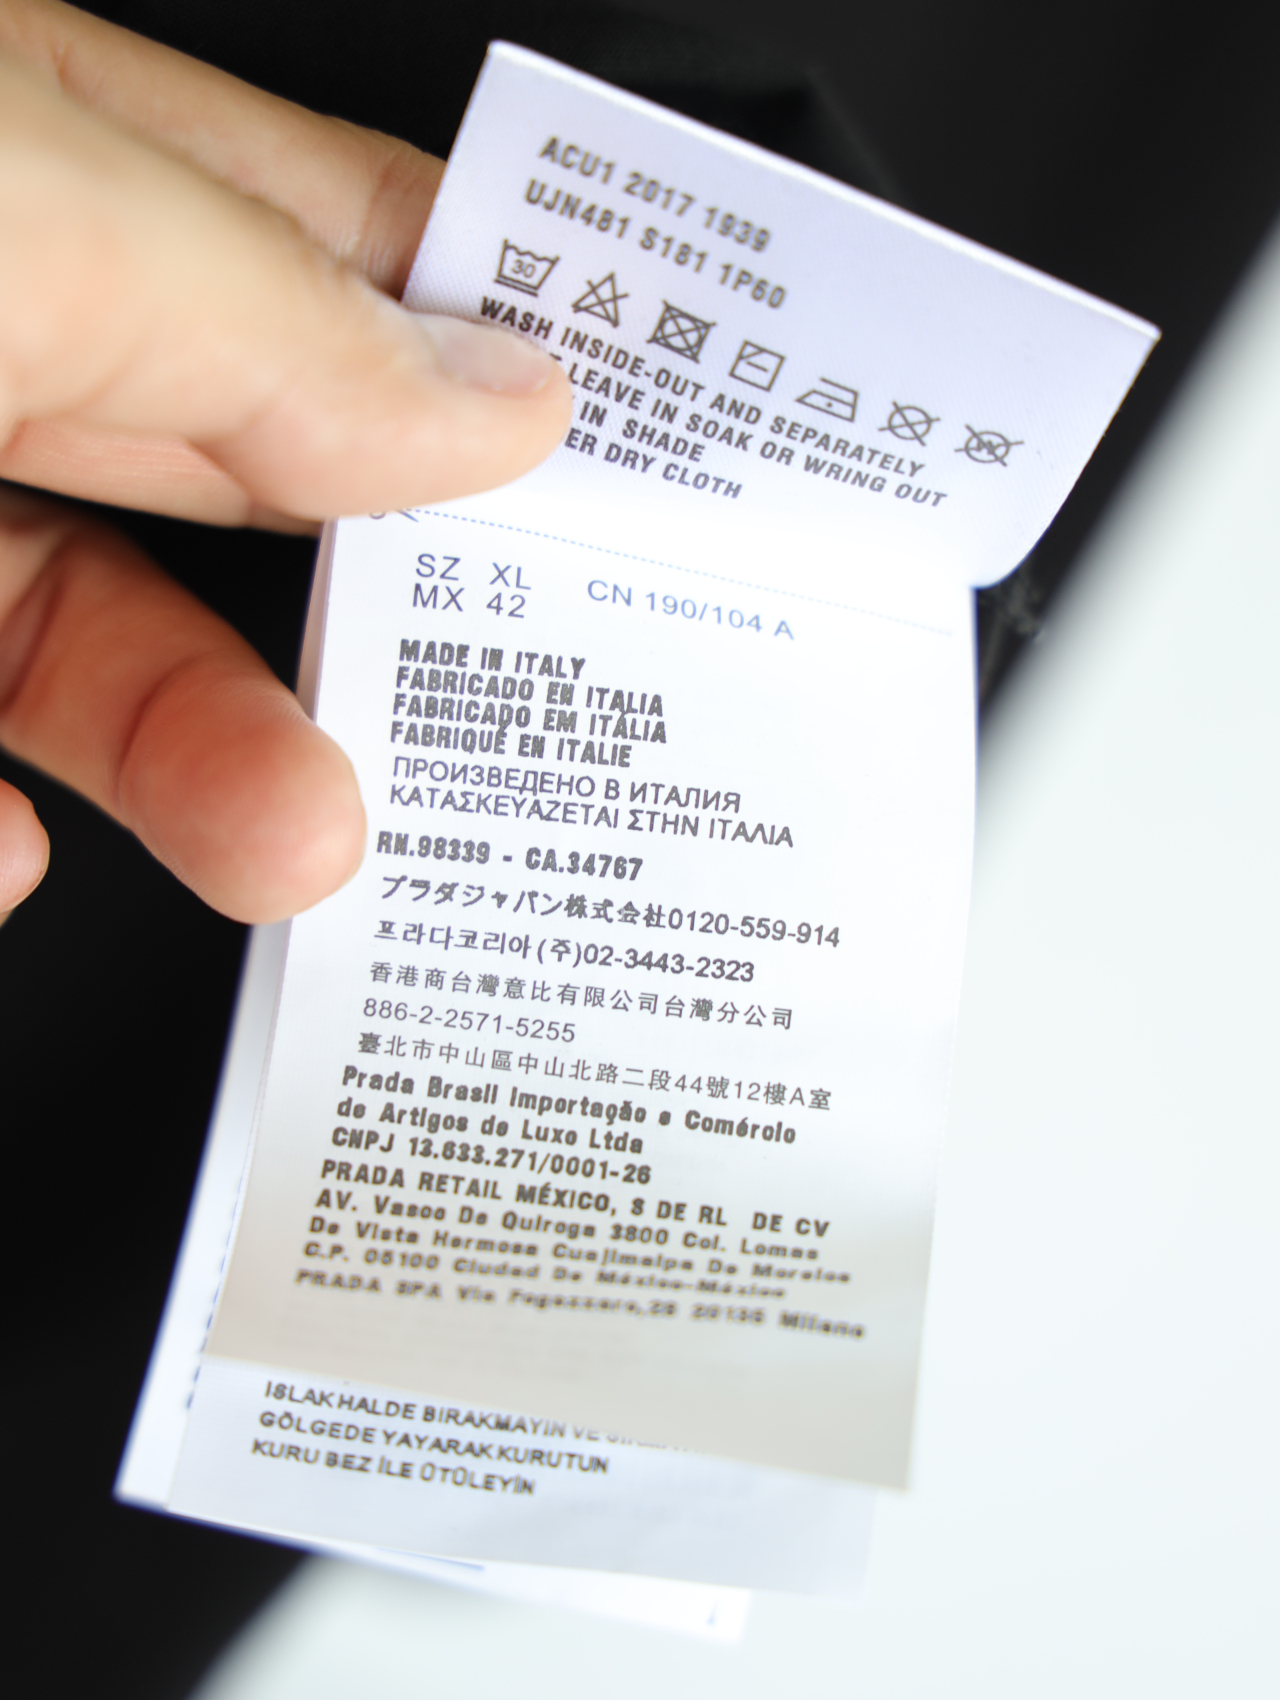 ACU1 2017 1939
UJN481 S181 1P60
30
WASH INSIDE-OUT AND SEPARATELY
LEAVE IN SOAK OR WRING OUT
IN SHADE
DRY CLOTH
SZ XL CN 190/104 A
MX 42
MADE IN ITALY
FABRICADO EN ITALIA
FABRICADO EM ITÁLIA
FABRIQUÉ EN ITALIE
ПРОИЗВЕДЕНО В ИТАЛИЯ
ΚΑΤΑΣΚΕΥΑΖΕΤΑΙ ΣΤΗΝ ΙΤΑΛΙΑ
RN.98339 - CA.34767
プラダジャパン株式会社0120-559-914
프라다코리아(주)02-3443-2323
香港商台灣意比有限公司台灣分公司
886-2-2571-5255
臺北市中山區中山北路二段44號12樓A室
Prada Brasil Importação e Comércio
de Artigos de Luxo Ltda
CNPJ 13.633.271/0001-26
PRADA RETAIL MÉXICO, S DE RL DE CV
AV. Vasco De Quiroga 3800 Col. Lomas
De Vista Hermosa Cuajimalpa De Morelos
C.P. 05100 Ciudad De México-México
PRADA SPA Via Fogazzaro,28 20135 Milano
ISLAK HALDE BIRAKMAYIN VE
GÖLGEDE YAYARAK KURUTUN
KURU BEZ İLE ÜTÜLEYİN